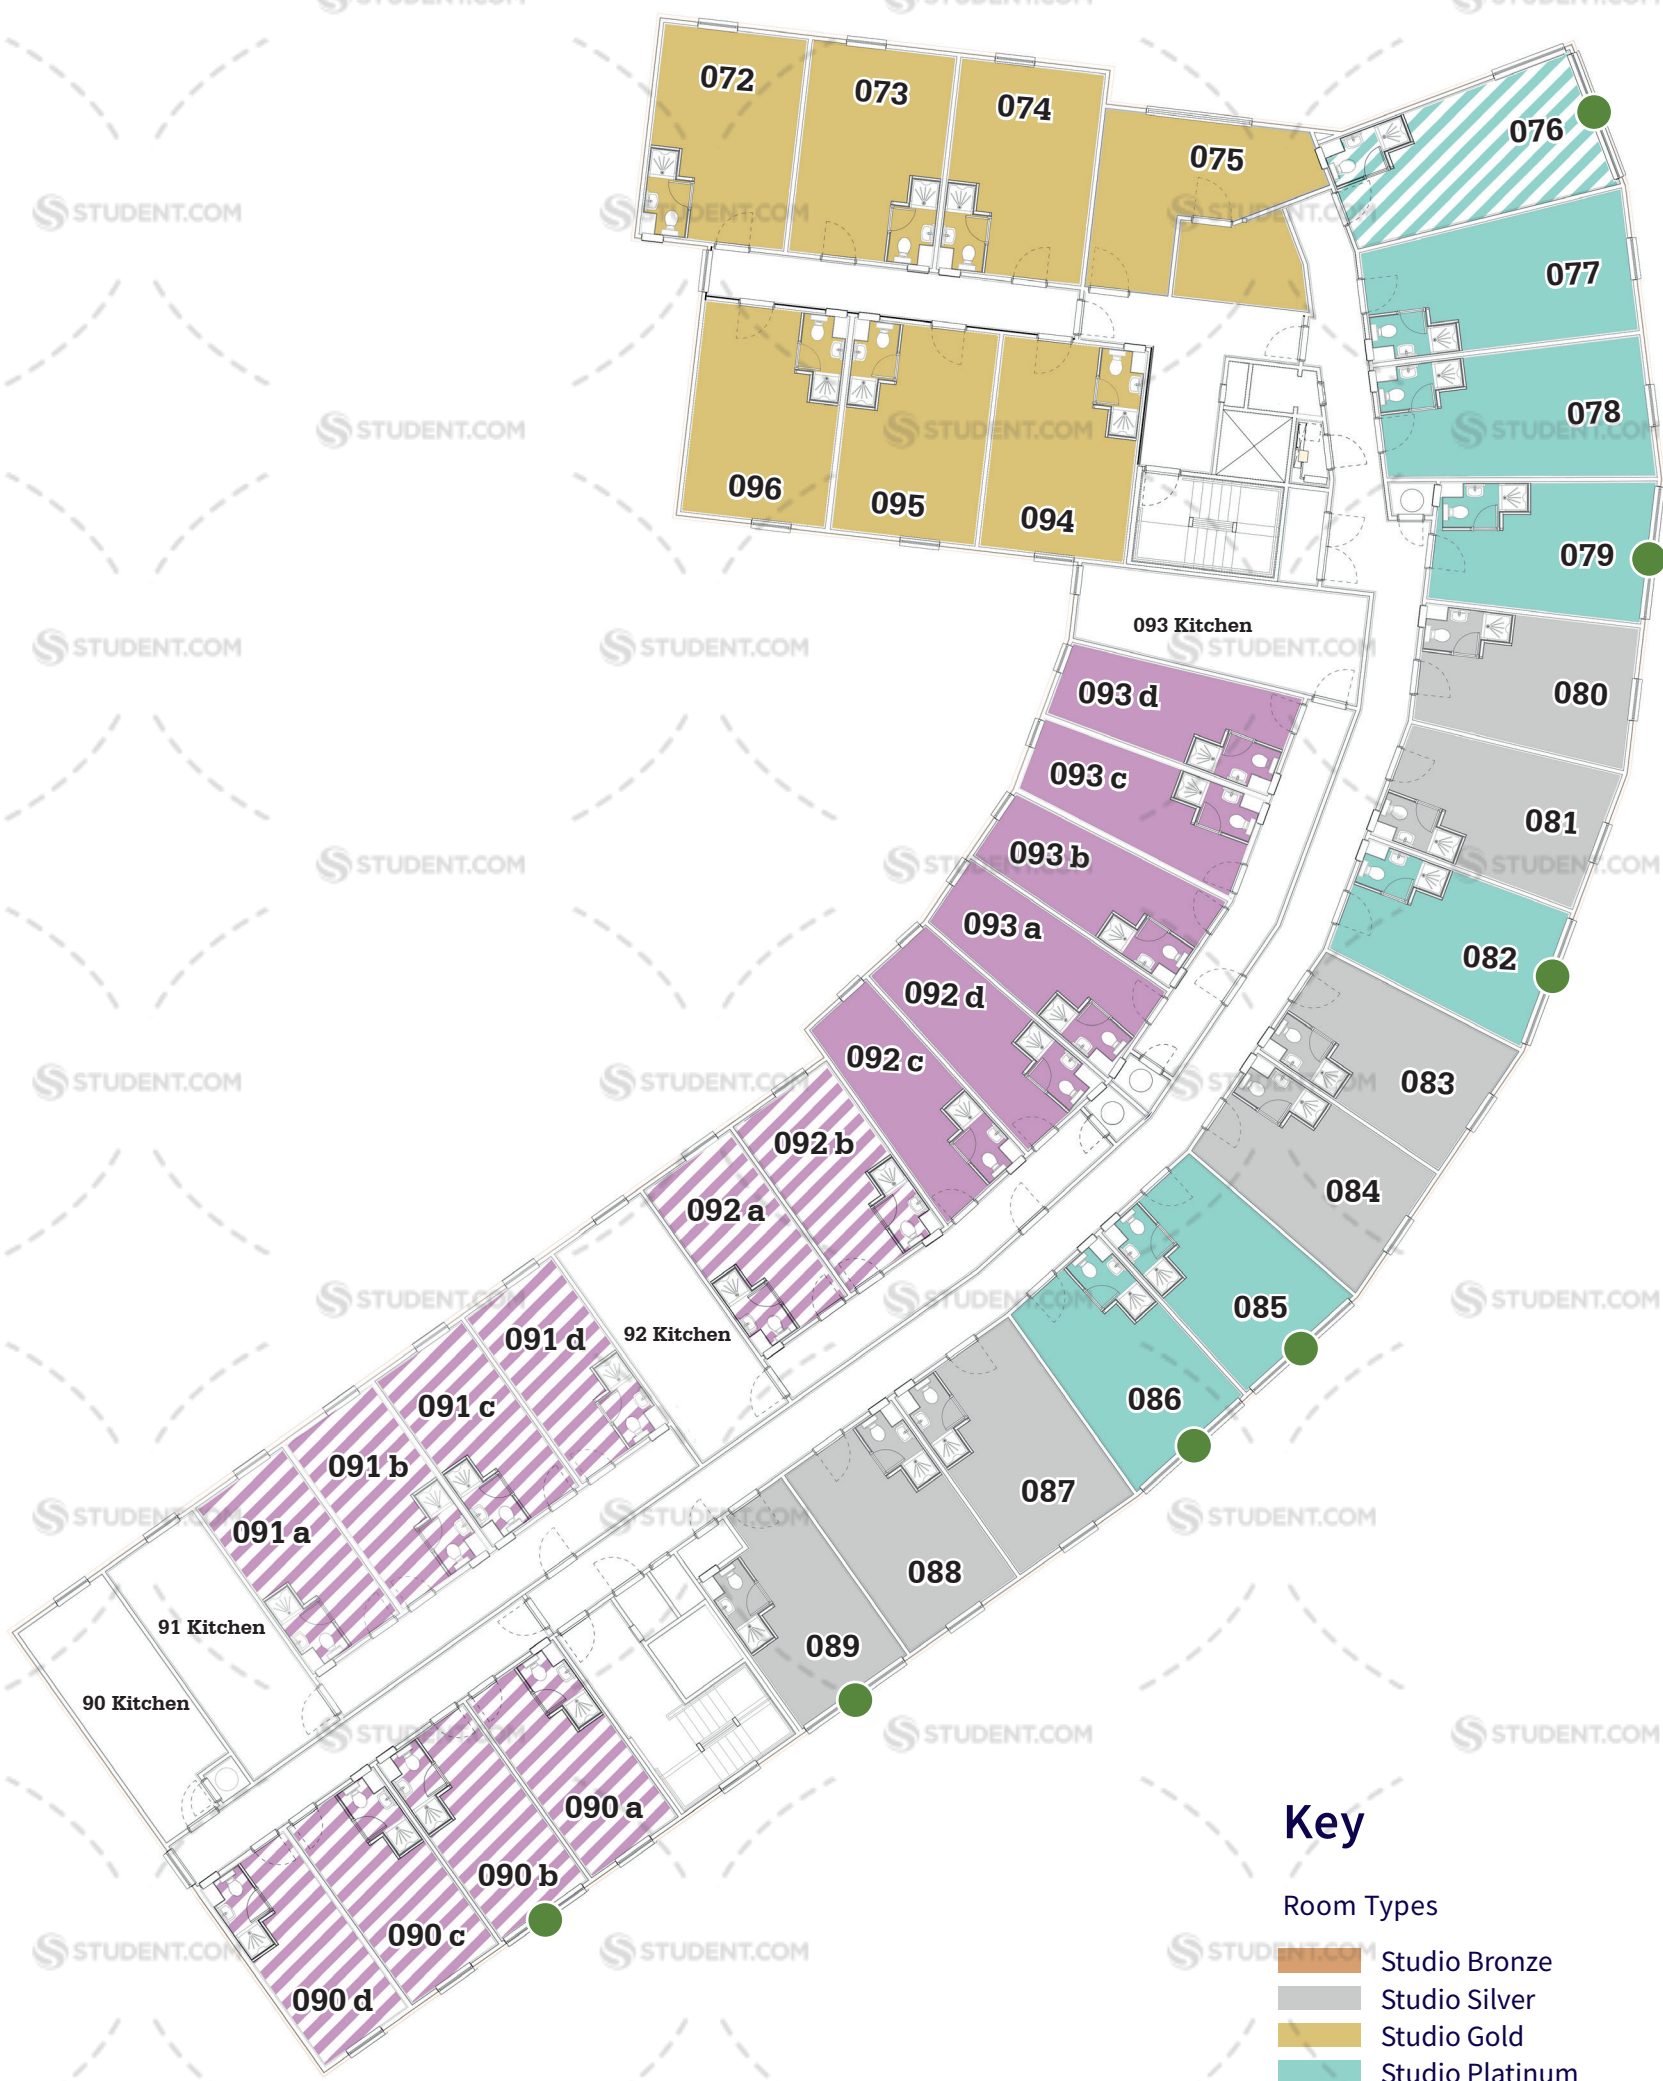 072
073
074
075
076
077
078
079
080
081
082
083
084
085
086
087
088
089
096
095
094
093 Kitchen
093 d
093 c
093 b
093 a
092 d
092 c
092 b
092 a
92 Kitchen
091 d
091 c
091 b
091 a
91 Kitchen
90 Kitchen
090 a
090 b
090 c
090 d
Key
Room Types
Studio Bronze
Studio Silver
Studio Gold
Studio Platinum
STUDENT.COM